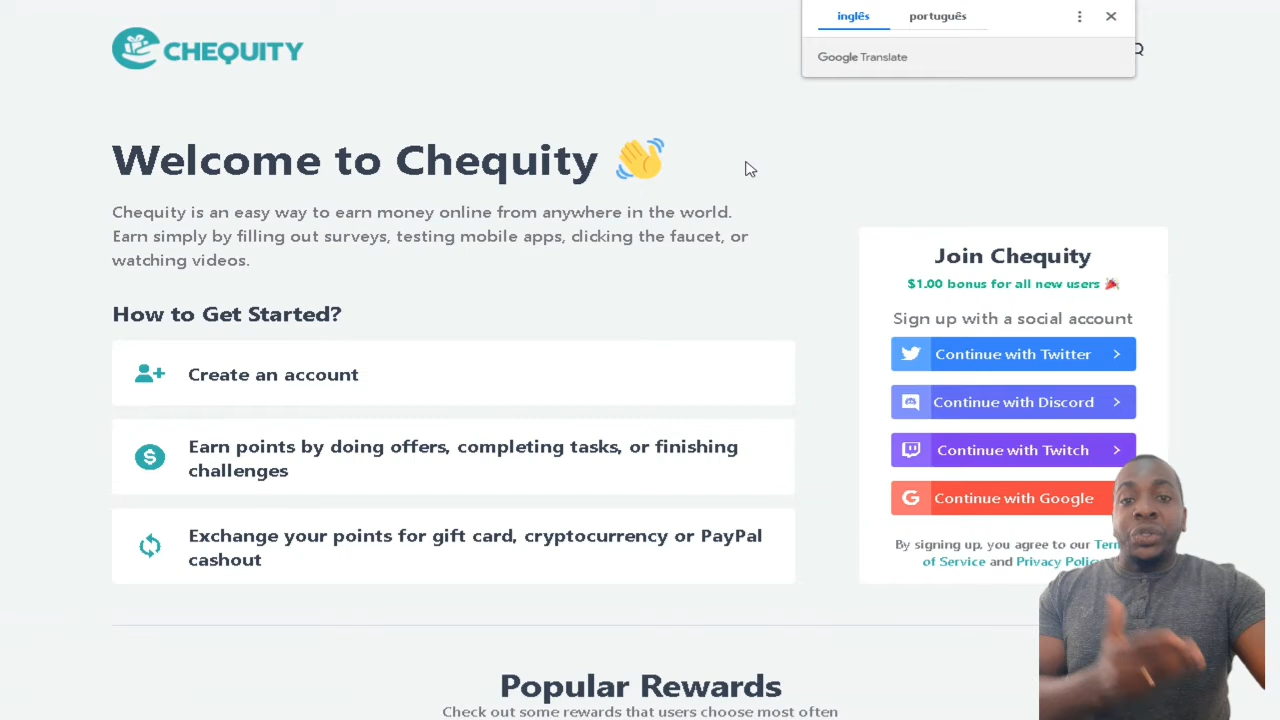 inglês português
Google Translate
CHEQUITY
Welcome to Chequity
Chequity is an easy way to earn money online from anywhere in the world.
Earn simply by filling out surveys, testing mobile apps, clicking the faucet, or
watching videos.
How to Get Started?
Create an account
Earn points by doing offers, completing tasks, or finishing
challenges
Exchange your points for gift card, cryptocurrency or PayPal
cashout
Join Chequity
$1.00 bonus for all new users
Sign up with a social account
Continue with Twitter
Continue with Discord
Continue with Twitch
Continue with Google
By signing up, you agree to our
of Service and Privacy
Popular Rewards
Check out some rewards that users choose most often